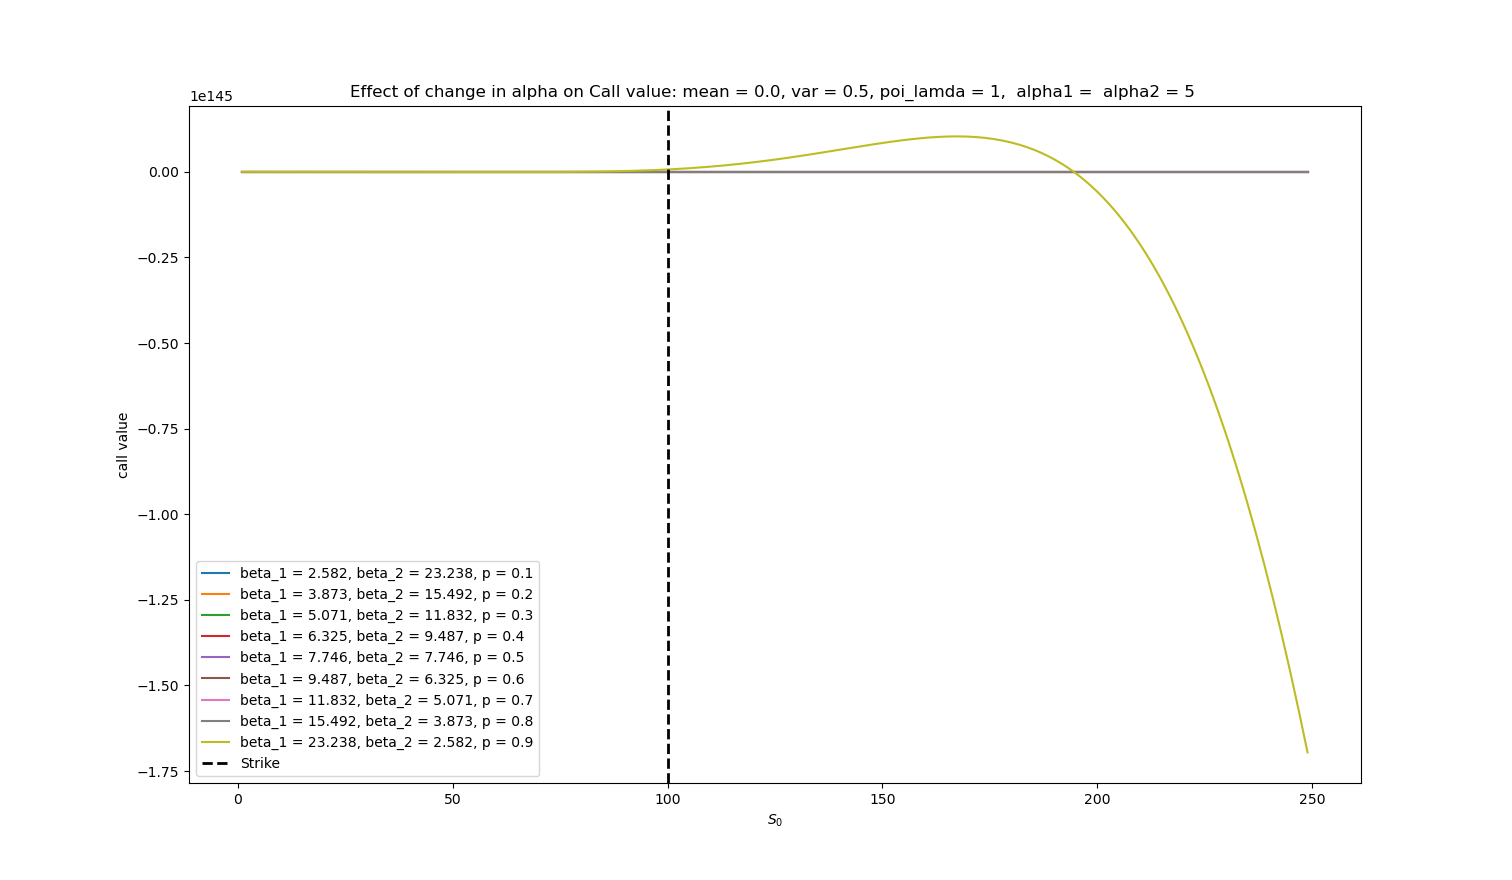 Effect of change in alpha on Call value: mean = 0.0, var = 0.5, poi_lamda = 1,  alpha1 =  alpha2 = 5
1e145
0.00
−0.25
−0.50
−0.75
−1.00
−1.25
−1.50
−1.75
call value
beta_1 = 2.582, beta_2 = 23.238, p = 0.1
beta_1 = 3.873, beta_2 = 15.492, p = 0.2
beta_1 = 5.071, beta_2 = 11.832, p = 0.3
beta_1 = 6.325, beta_2 = 9.487, p = 0.4
beta_1 = 7.746, beta_2 = 7.746, p = 0.5
beta_1 = 9.487, beta_2 = 6.325, p = 0.6
beta_1 = 11.832, beta_2 = 5.071, p = 0.7
beta_1 = 15.492, beta_2 = 3.873, p = 0.8
beta_1 = 23.238, beta_2 = 2.582, p = 0.9
Strike
0 50 100 150 200 250
S₀